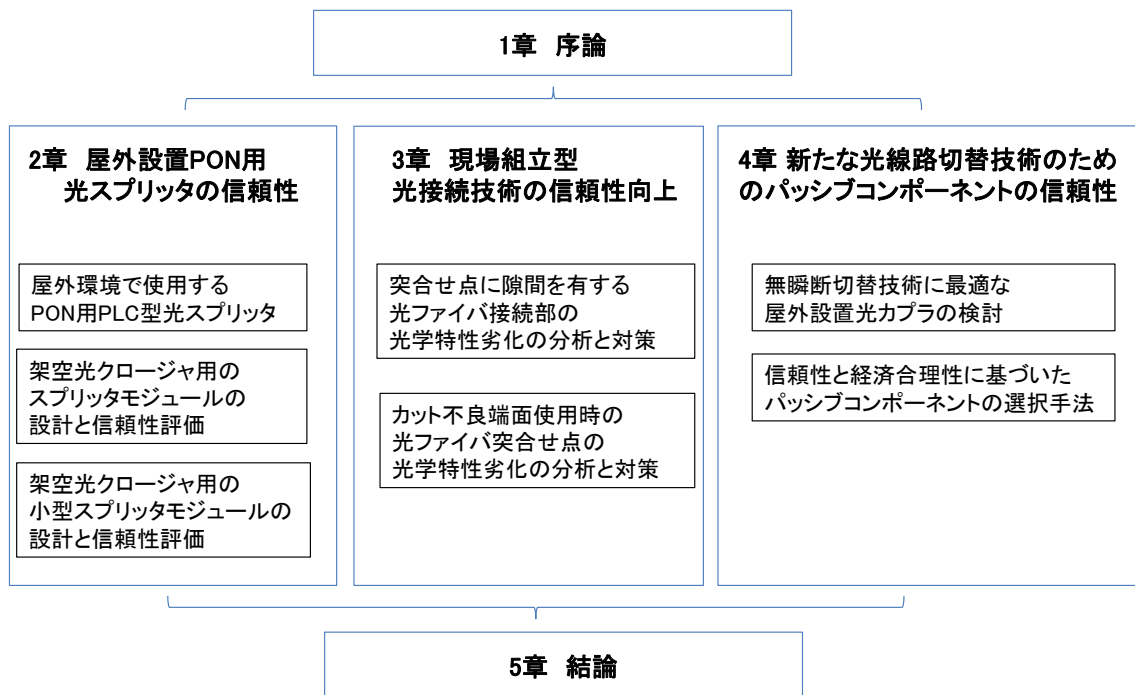 1章 序論
2章 屋外設置PON用
光スプリッタの信頼性
屋外環境で使用する
PON用PLC型光スプリッタ
架空光クロージャ用の
スプリッタモジュールの
設計と信頼性評価
架空光クロージャ用の
小型スプリッタモジュールの
設計と信頼性評価
3章 現場組立型
光接続技術の信頼性向上
突合せ点に隙間を有する
光ファイバ接続部の
光学特性劣化の分析と対策
カット不良端面使用時の
光ファイバ突合せ点の
光学特性劣化の分析と対策
4章 新たな光線路切替技術のため
のパッシブコンポーネントの信頼性
無瞬断切替技術に最適な
屋外設置光カプラの検討
信頼性と経済合理性に基づいた
パッシブコンポーネントの選択手法
5章 結論